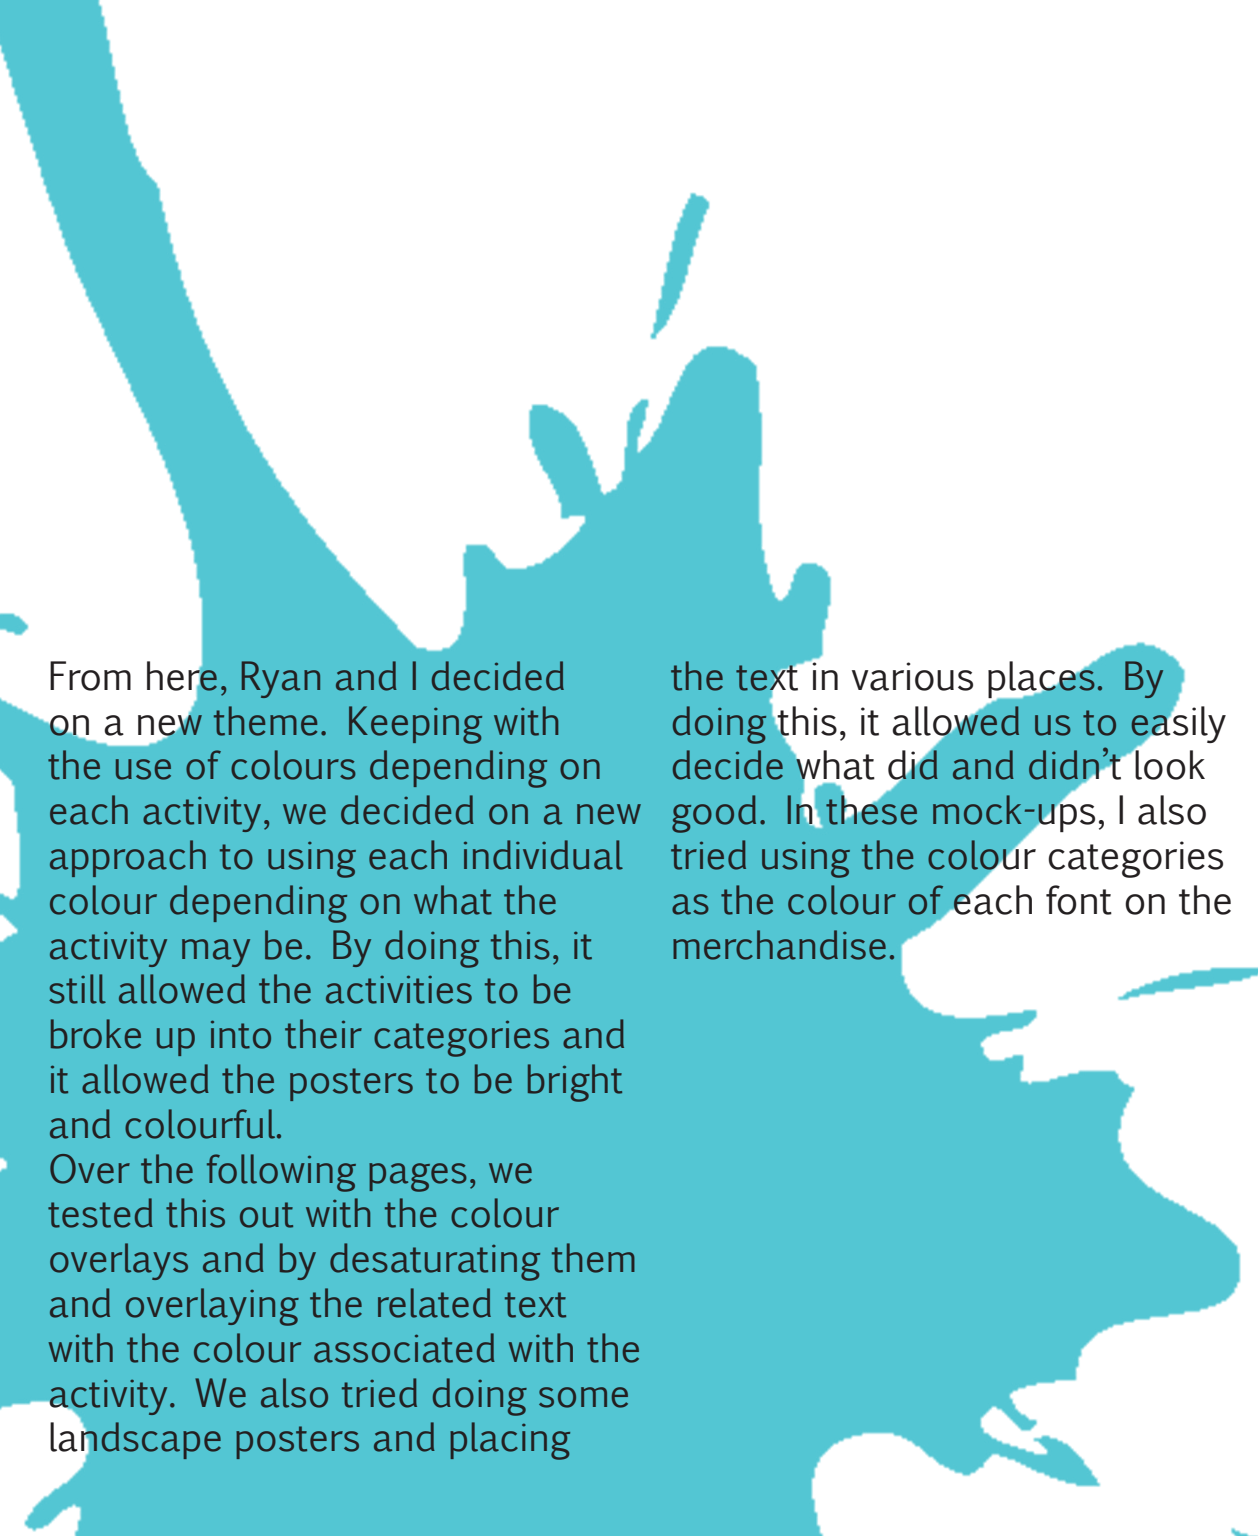 From here, Ryan and I decided
on a new theme.  Keeping with
the use of colours depending on
each activity, we decided on a new
approach to using each individual
colour depending on what the
activity may be.  By doing this, it
still allowed the activities to be
broke up into their categories and
it allowed the posters to be bright
and colourful.
Over the following pages, we
tested this out with the colour
overlays and by desaturating them
and overlaying the related text
with the colour associated with the
activity.  We also tried doing some
landscape posters and placing
the text in various places.  By
doing this, it allowed us to easily
decide what did and didn’t look
good.  In these mock-ups, I also
tried using the colour categories
as the colour of each font on the
merchandise.